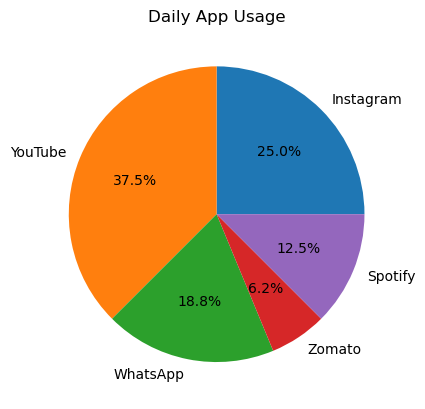 Daily App Usage
Instagram
25.0%
YouTube
37.5%
WhatsApp
18.8%
Zomato
6.2%
Spotify
12.5%